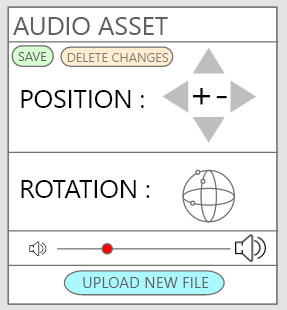 AUDIO ASSET
SAVE DELETE CHANGES
POSITION : + -
ROTATION :
UPLOAD NEW FILE